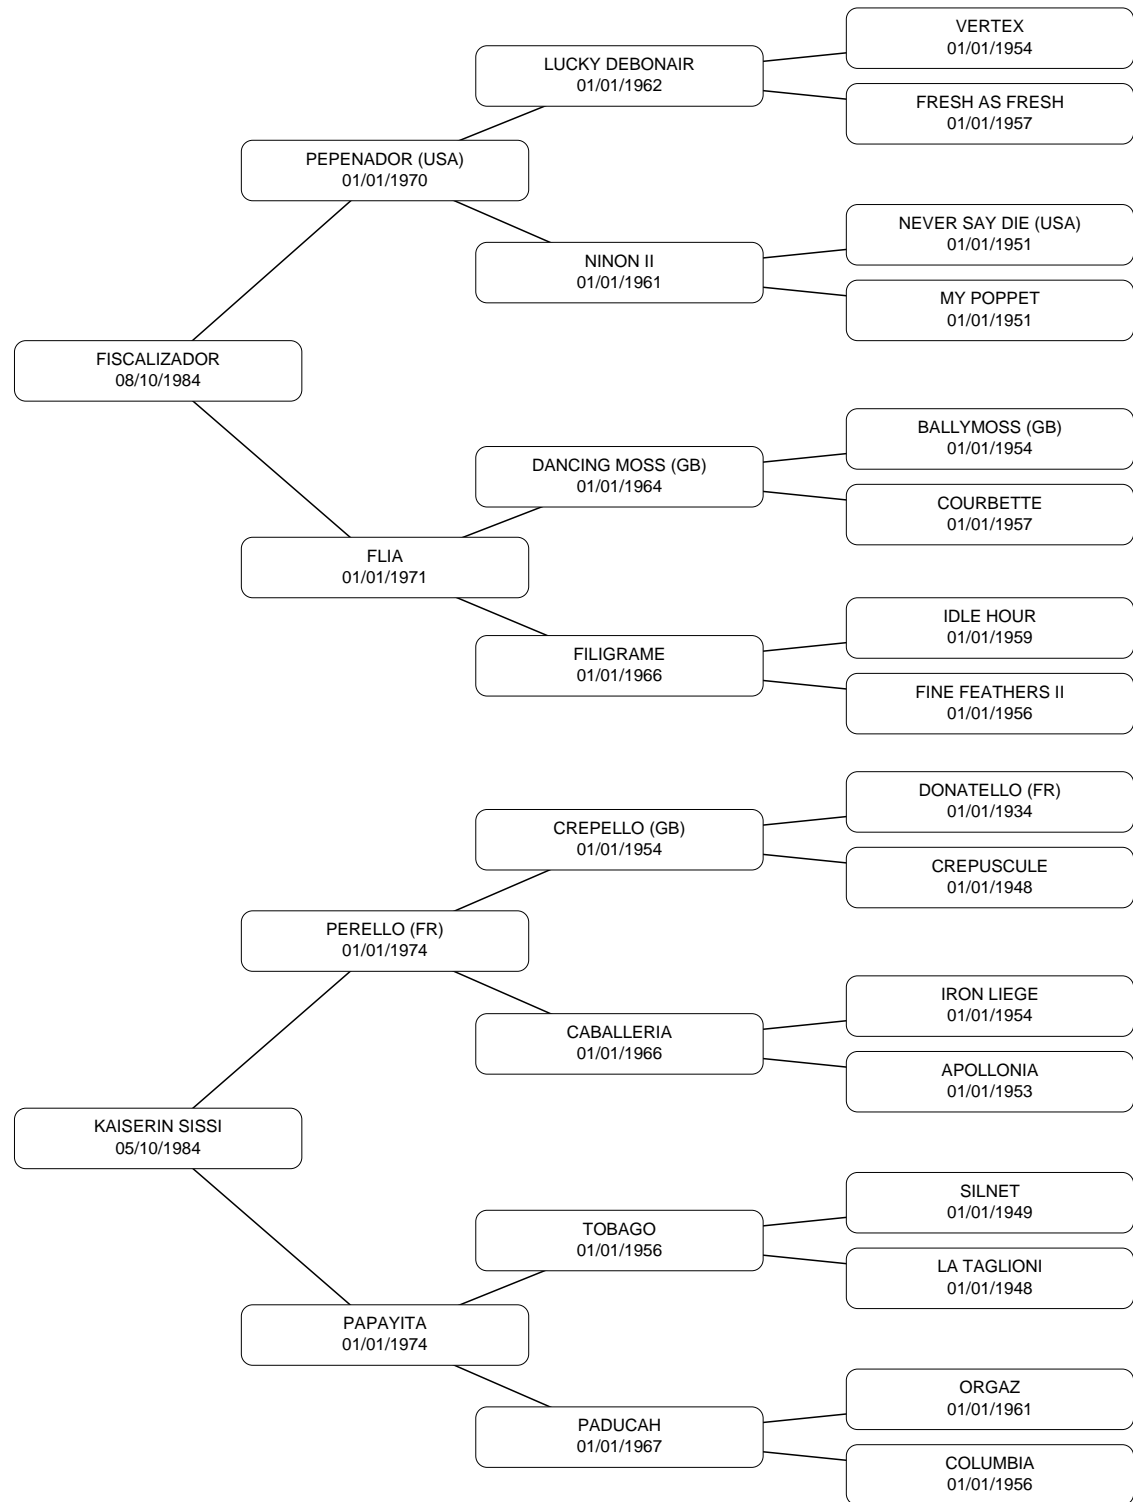 VERTEX
01/01/1954
LUCKY DEBONAIR
01/01/1962
FRESH AS FRESH
01/01/1957
PEPENADOR (USA)
01/01/1970
NEVER SAY DIE (USA)
01/01/1951
NINON II
01/01/1961
MY POPPET
01/01/1951
FISCALIZADOR
08/10/1984
BALLYMOSS (GB)
01/01/1954
DANCING MOSS (GB)
01/01/1964
COURBETTE
01/01/1957
FLIA
01/01/1971
IDLE HOUR
01/01/1959
FILIGRAME
01/01/1966
FINE FEATHERS II
01/01/1956
DONATELLO (FR)
01/01/1934
CREPELLO (GB)
01/01/1954
CREPUSCULE
01/01/1948
PERELLO (FR)
01/01/1974
IRON LIEGE
01/01/1954
CABALLERIA
01/01/1966
APOLLONIA
01/01/1953
KAISERIN SISSI
05/10/1984
SILNET
01/01/1949
TOBAGO
01/01/1956
LA TAGLIONI
01/01/1948
PAPAYITA
01/01/1974
ORGAZ
01/01/1961
PADUCAH
01/01/1967
COLUMBIA
01/01/1956